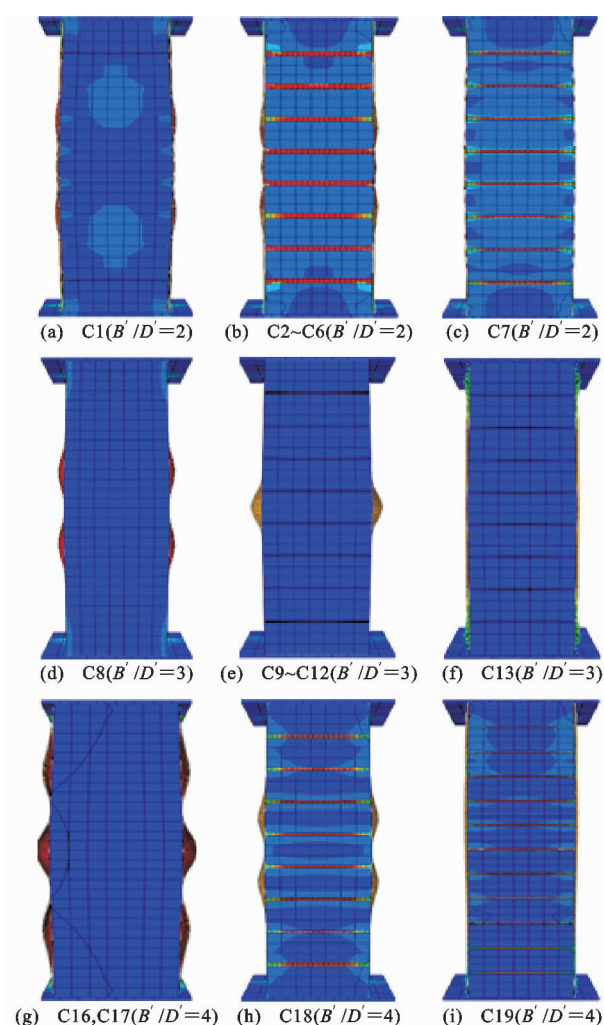 (a) C1(B′/D′=2)
(b) C2~C6(B′/D′=2)
(c) C7(B′/D′=2)
(d) C8(B′/D′=3)
(e) C9~C12(B′/D′=3)
(f) C13(B′/D′=3)
(g) C16,C17(B′/D′=4)
(h) C18(B′/D′=4)
(i) C19(B′/D′=4)